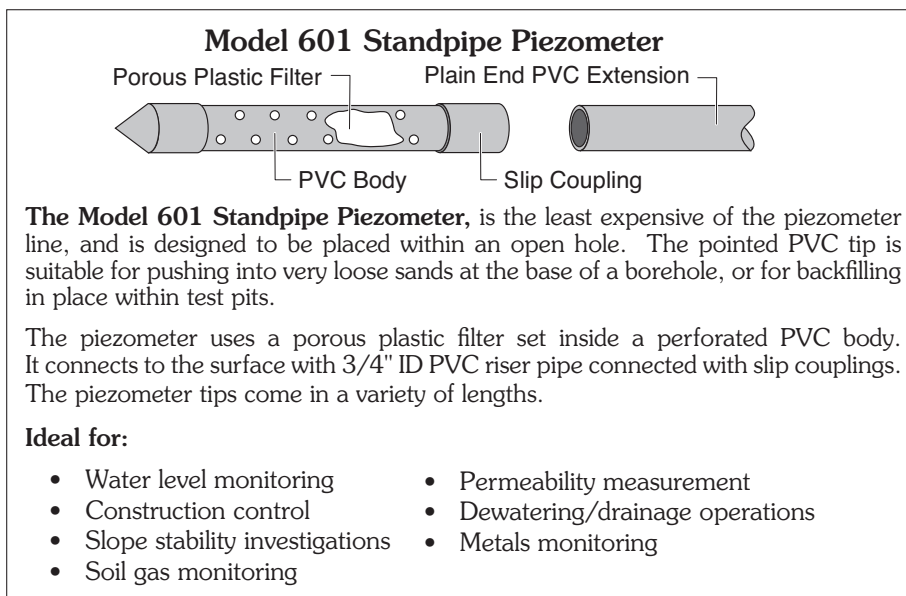 Model 601 Standpipe Piezometer
Porous Plastic Filter
Plain End PVC Extension
PVC Body
Slip Coupling
The Model 601 Standpipe Piezometer, is the least expensive of the piezometer
line, and is designed to be placed within an open hole. The pointed PVC tip is
suitable for pushing into very loose sands at the base of a borehole, or for backfilling
in place within test pits.
The piezometer uses a porous plastic filter set inside a perforated PVC body.
It connects to the surface with 3/4" ID PVC riser pipe connected with slip couplings.
The piezometer tips come in a variety of lengths.
Ideal for:
• Water level monitoring
• Construction control
• Slope stability investigations
• Soil gas monitoring
• Permeability measurement
• Dewatering/drainage operations
• Metals monitoring